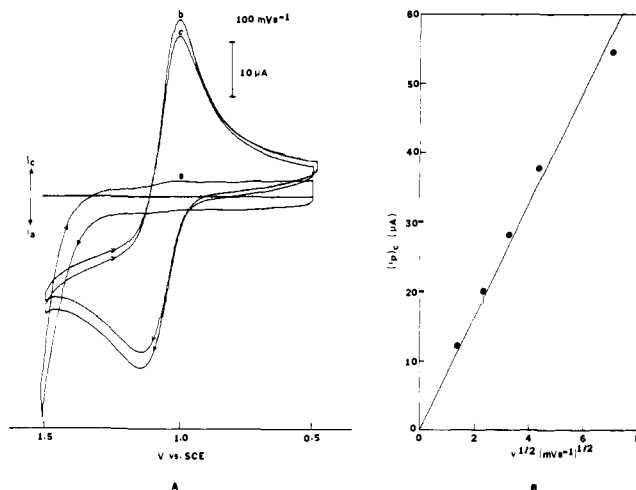 b
c
100 mVs⁻¹
10 μA
a
Ic
Ia
1.5 1.0 0.5
V vs. SCE
A
60
50
40
30
20
10
0
(ip)c (μA)
0 2 4 6 8
v1/2 (mVs⁻¹)1/2
B